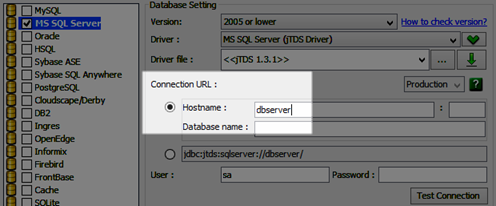 MySQL
MS SQL Server
Oracle
HSQL
Sybase ASE
Sybase SQL Anywhere
PostgreSQL
Cloudscape/Derby
DB2
Ingres
OpenEdge
Informix
Firebird
FrontBase
Cache
SQLite
Database Setting
Version: 2005 or lower How to check version?
Driver : MS SQL Server (jTDS Driver)
Driver file : <<jTDS 1.3.1>> ...
Connection URL : Production ?
Hostname : dbserver :
Database name :
jdbc:jtds:sqlserver://dbserver/
User : sa Password :
Test Connection